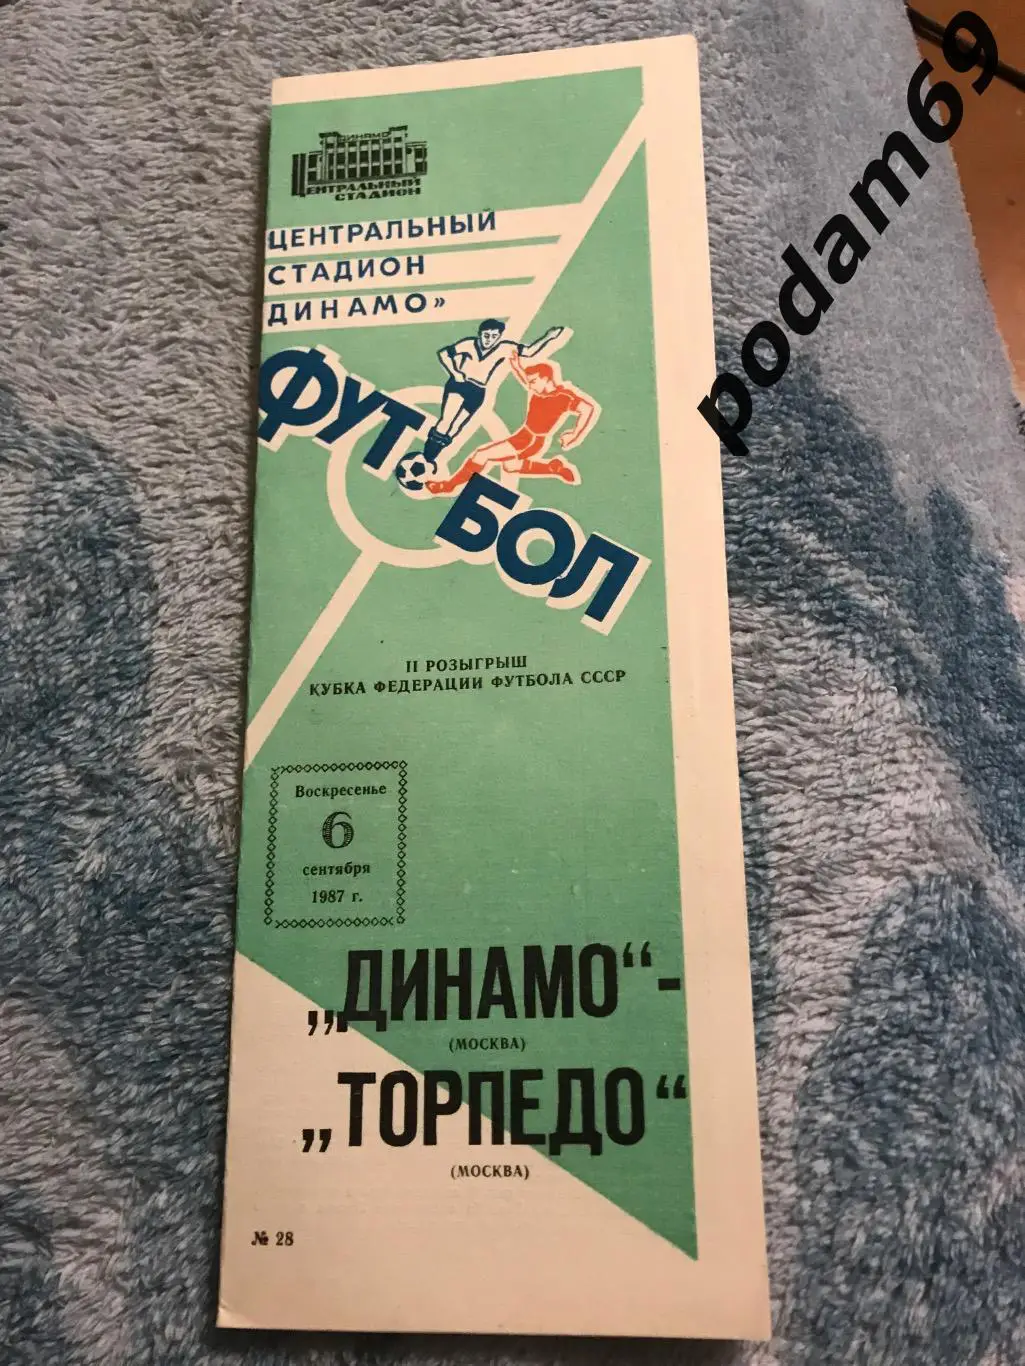 ДИНАМО
ЦЕНТРАЛЬНЫЙ
СТАДИОН
ЦЕНТРАЛЬНЫЙ
СТАДИОН
ДИНАМО»
ФУТ
БОЛ
II РОЗЫГРЫШ
КУБКА ФЕДЕРАЦИИ ФУТБОЛА СССР
Воскресенье
6
сентября
1987 г.
„ДИНАМО“-
(МОСКВА)
„ТОРПЕДО“
(МОСКВА)
№ 28
podam69